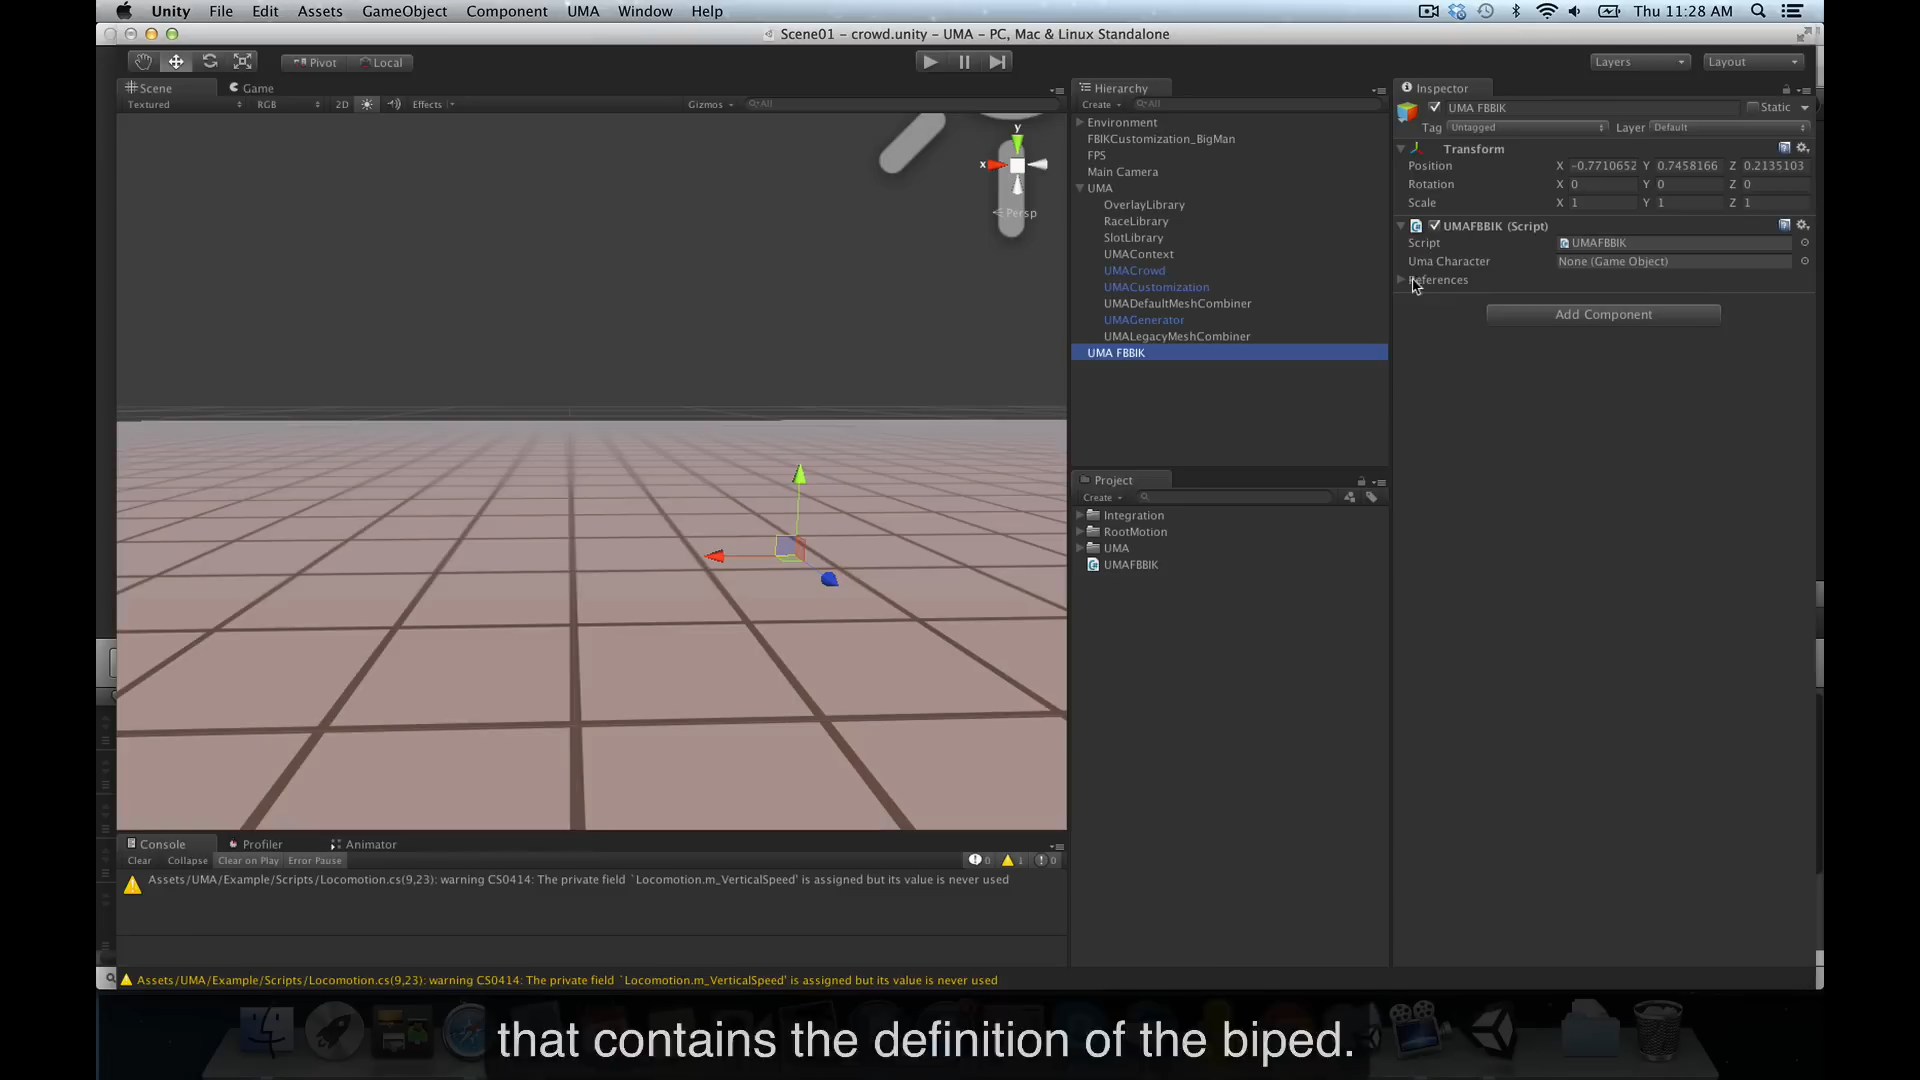 Unity File Edit Assets GameObject Component UMA Window Help Thu 11:28 AM
Scene01 – crowd.unity – UMA – PC, Mac & Linux Standalone
Pivot Local Layers Layout
Scene Game
Textured RGB 2D Effects Gizmos All
y
x
Persp
Hierarchy
Create All
Environment
FBIKCustomization_BigMan
FPS
Main Camera
UMA
OverlayLibrary
RaceLibrary
SlotLibrary
UMAContext
UMACrowd
UMACustomization
UMADefaultMeshCombiner
UMAGenerator
UMALegacyMeshCombiner
UMA FBBIK
Project
Create
Integration
RootMotion
UMA
UMAFBBIK
Inspector
UMA FBBIK Static
Tag Untagged Layer Default
Transform
Position X -0.7710652 Y 0.7458166 Z 0.2135103
Rotation X 0 Y 0 Z 0
Scale X 1 Y 1 Z 1
UMAFBBIK (Script)
Script UMAFBBIK
Uma Character None (Game Object)
References
Add Component
Console Profiler Animator
Clear Collapse Clear on Play Error Pause 0 1 0
Assets/UMA/Example/Scripts/Locomotion.cs(9,23): warning CS0414: The private field `Locomotion.m_VerticalSpeed' is assigned but its value is never used
Assets/UMA/Example/Scripts/Locomotion.cs(9,23): warning CS0414: The private field `Locomotion.m_VerticalSpeed' is assigned but its value is never used
that contains the definition of the biped.